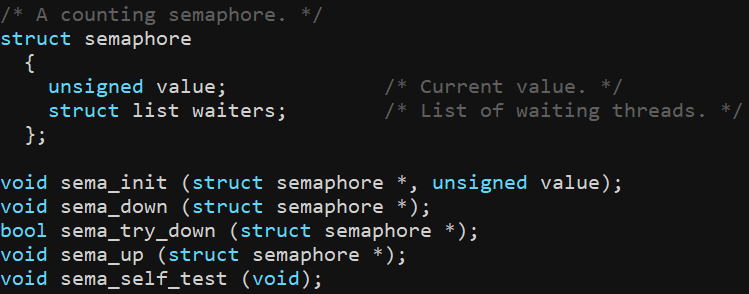 /* A counting semaphore. */
struct semaphore
  {
    unsigned value;             /* Current value. */
    struct list waiters;        /* List of waiting threads. */
  };

void sema_init (struct semaphore *, unsigned value);
void sema_down (struct semaphore *);
bool sema_try_down (struct semaphore *);
void sema_up (struct semaphore *);
void sema_self_test (void);